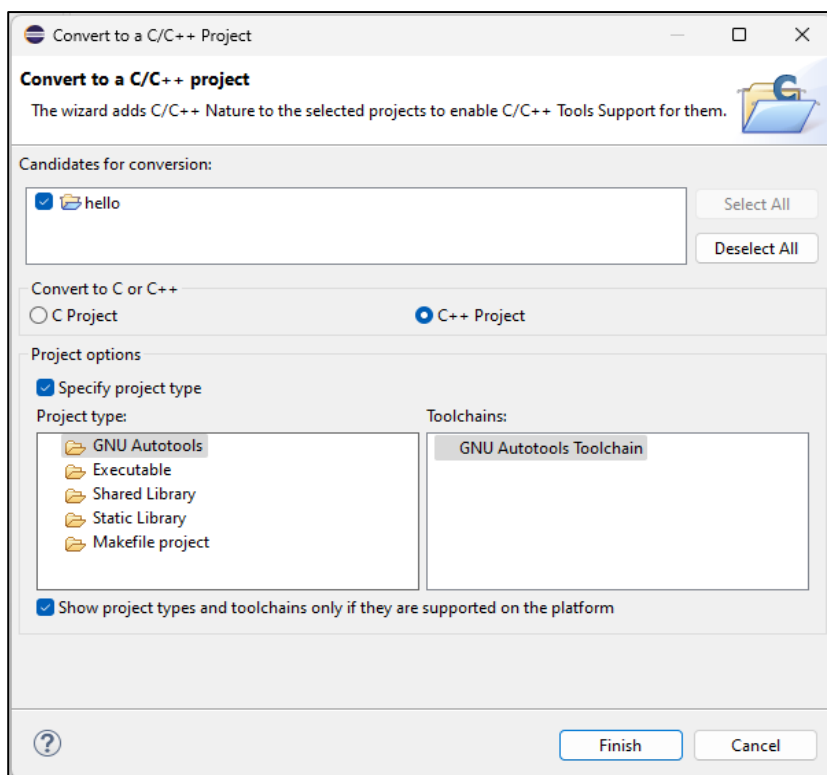 Convert to a C/C++ Project
Convert to a C/C++ project
The wizard adds C/C++ Nature to the selected projects to enable C/C++ Tools Support for them.
C
Candidates for conversion:
hello
Select All
Deselect All
Convert to C or C++
C Project
C++ Project
Project options
Specify project type
Project type:
Toolchains:
GNU Autotools
GNU Autotools Toolchain
Executable
Shared Library
Static Library
Makefile project
Show project types and toolchains only if they are supported on the platform
?
Finish
Cancel